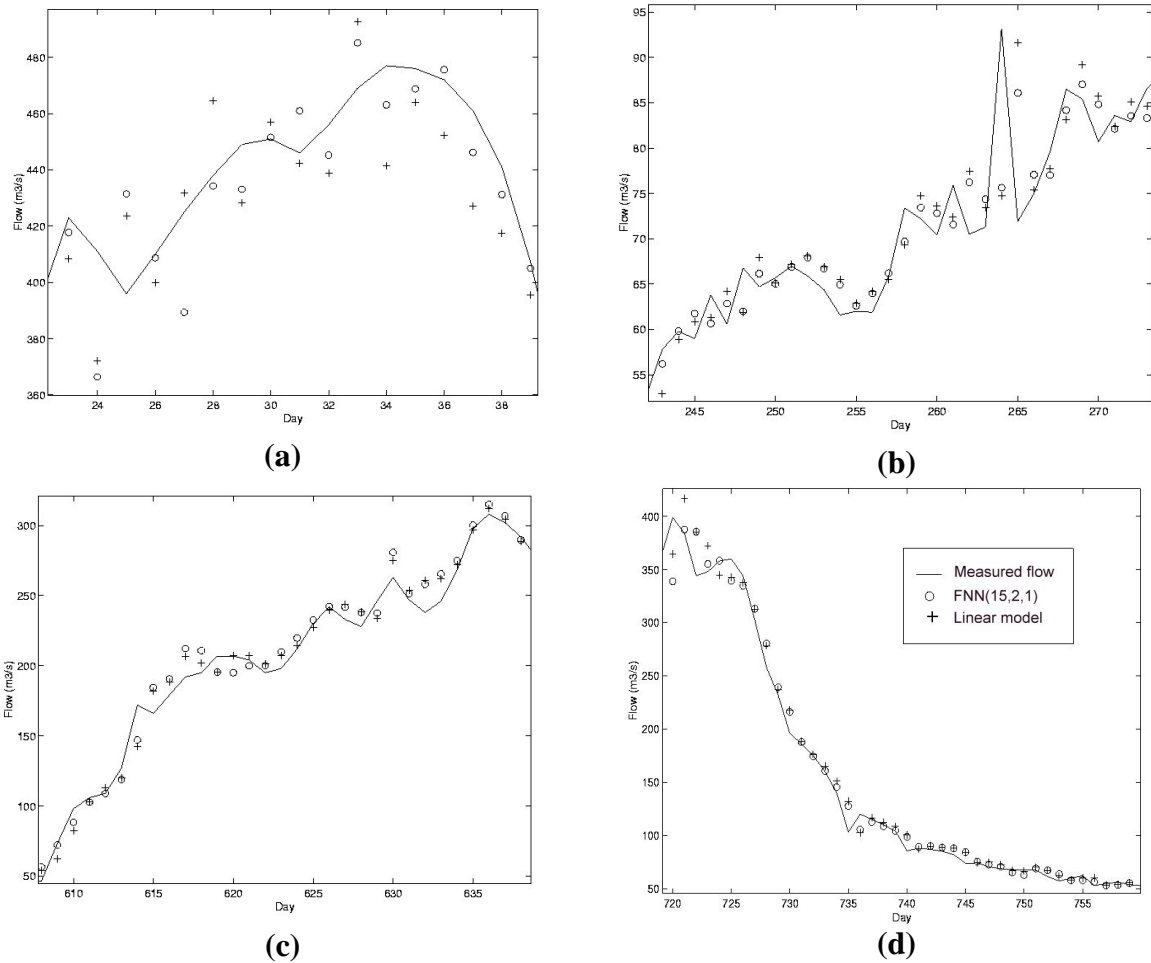 480
460
440
420
400
380
360
Flow (m3/s)
24 26 28 30 32 34 36 38
Day
(a)
95
90
85
80
75
70
65
60
55
Flow (m3/s)
245 250 255 260 265 270
Day
(b)
300
250
200
150
100
50
Flow (m3/s)
610 615 620 625 630 635
Day
(c)
400
350
300
250
200
150
100
50
Flow (m3/s)
Measured flow
FNN(15,2,1)
Linear model
720 725 730 735 740 745 750 755
Day
(d)